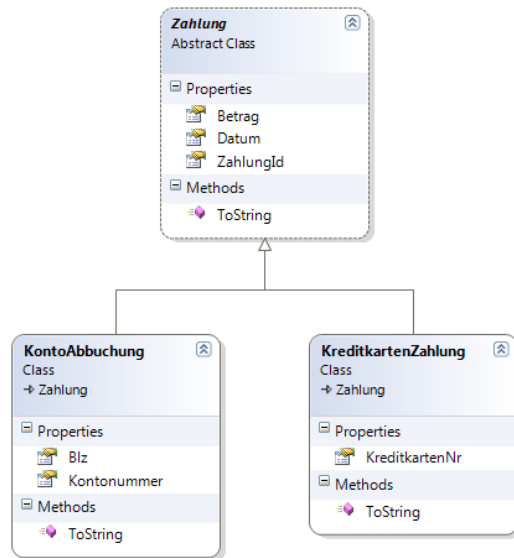 Zahlung
Abstract Class
Properties
Betrag
Datum
ZahlungId
Methods
ToString
KontoAbbuchung
Class
Zahlung
Properties
Blz
Kontonummer
Methods
ToString
KreditkartenZahlung
Class
Zahlung
Properties
KreditkartenNr
Methods
ToString